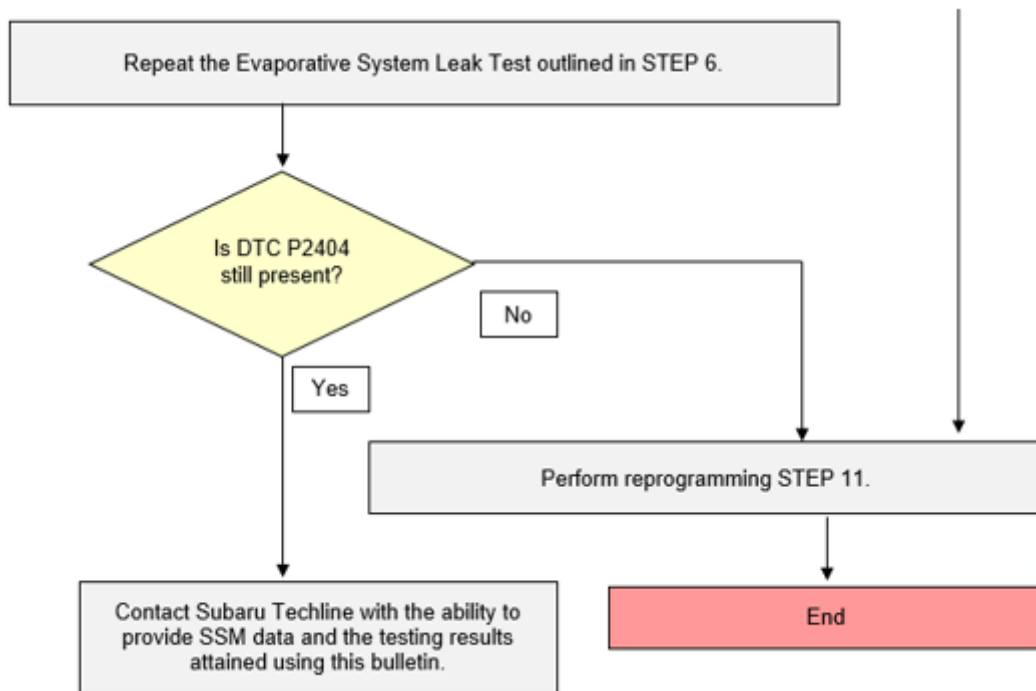 Repeat the Evaporative System Leak Test outlined in STEP 6.
Is DTC P2404
still present?
No
Yes
Perform reprogramming STEP 11.
Contact Subaru Techline with the ability to
provide SSM data and the testing results
attained using this bulletin.
End